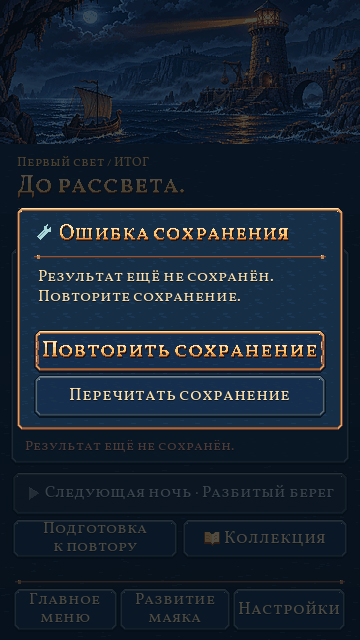 Первый свет / ИТОГ
До рассвета.
Ошибка сохранения
Результат ещё не сохранён.
Повторите сохранение.
Повторить сохранение
Перечитать сохранение
Результат ещё не сохранён.
Следующая ночь · Разбитый берег
Подготовка
к повтору
Коллекция
Главное
меню
Развитие
маяка
Настройки